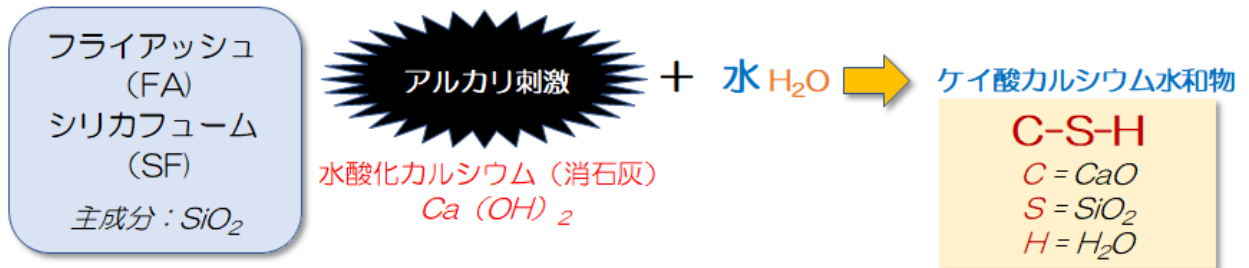 フライアッシュ
(FA)
シリカフューム
(SF)
主成分：SiO₂
アルカリ刺激
水酸化カルシウム（消石灰）
Ca（OH）₂
+
水 H₂O
ケイ酸カルシウム水和物
C-S-H
C = CaO
S = SiO₂
H = H₂O